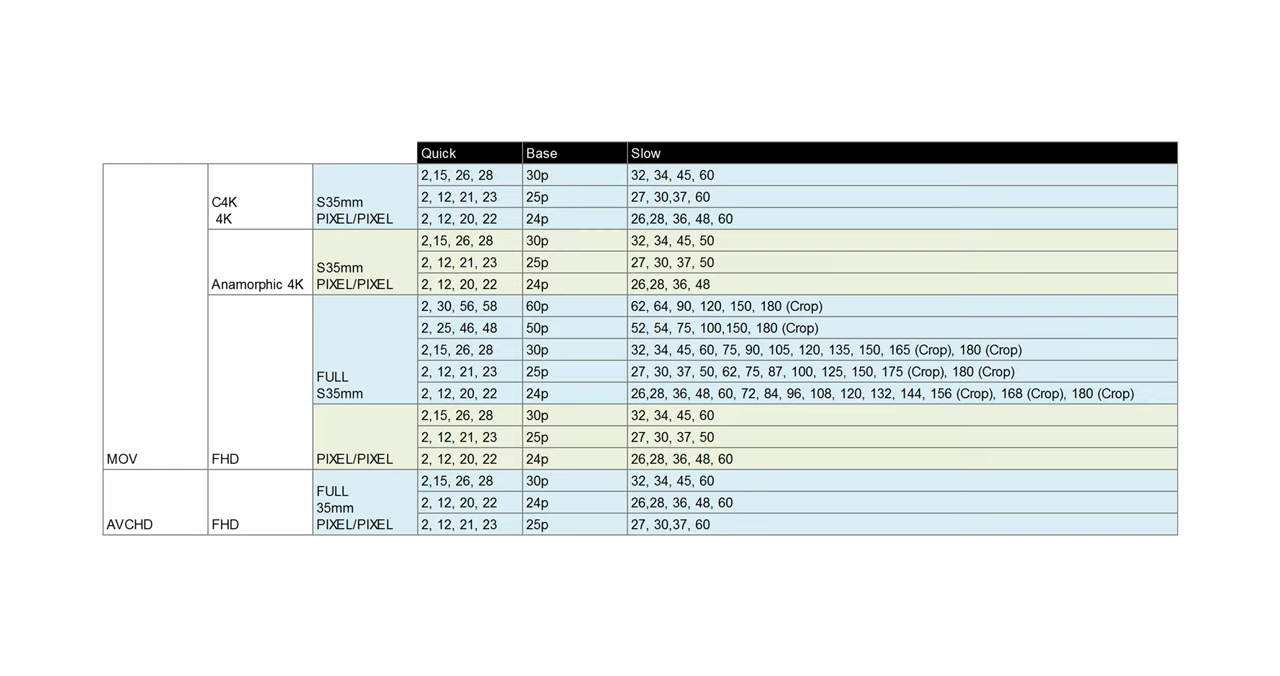 Quick Base Slow
C4K
4K
S35mm
PIXEL/PIXEL
2,15, 26, 28 30p 32, 34, 45, 60
2, 12, 21, 23 25p 27, 30,37, 60
2, 12, 20, 22 24p 26,28, 36, 48, 60
Anamorphic 4K
S35mm
PIXEL/PIXEL
2,15, 26, 28 30p 32, 34, 45, 50
2, 12, 21, 23 25p 27, 30, 37, 50
2, 12, 20, 22 24p 26,28, 36, 48
MOV
FHD
FULL
S35mm
2, 30, 56, 58 60p 62, 64, 90, 120, 150, 180 (Crop)
2, 25, 46, 48 50p 52, 54, 75, 100,150, 180 (Crop)
2,15, 26, 28 30p 32, 34, 45, 60, 75, 90, 105, 120, 135, 150, 165 (Crop), 180 (Crop)
2, 12, 21, 23 25p 27, 30, 37, 50, 62, 75, 87, 100, 125, 150, 175 (Crop), 180 (Crop)
2, 12, 20, 22 24p 26,28, 36, 48, 60, 72, 84, 96, 108, 120, 132, 144, 156 (Crop), 168 (Crop), 180 (Crop)
PIXEL/PIXEL
2,15, 26, 28 30p 32, 34, 45, 60
2, 12, 21, 23 25p 27, 30, 37, 50
2, 12, 20, 22 24p 26,28, 36, 48, 60
AVCHD
FHD
FULL
35mm
PIXEL/PIXEL
2,15, 26, 28 30p 32, 34, 45, 60
2, 12, 20, 22 24p 26,28, 36, 48, 60
2, 12, 21, 23 25p 27, 30,37, 60